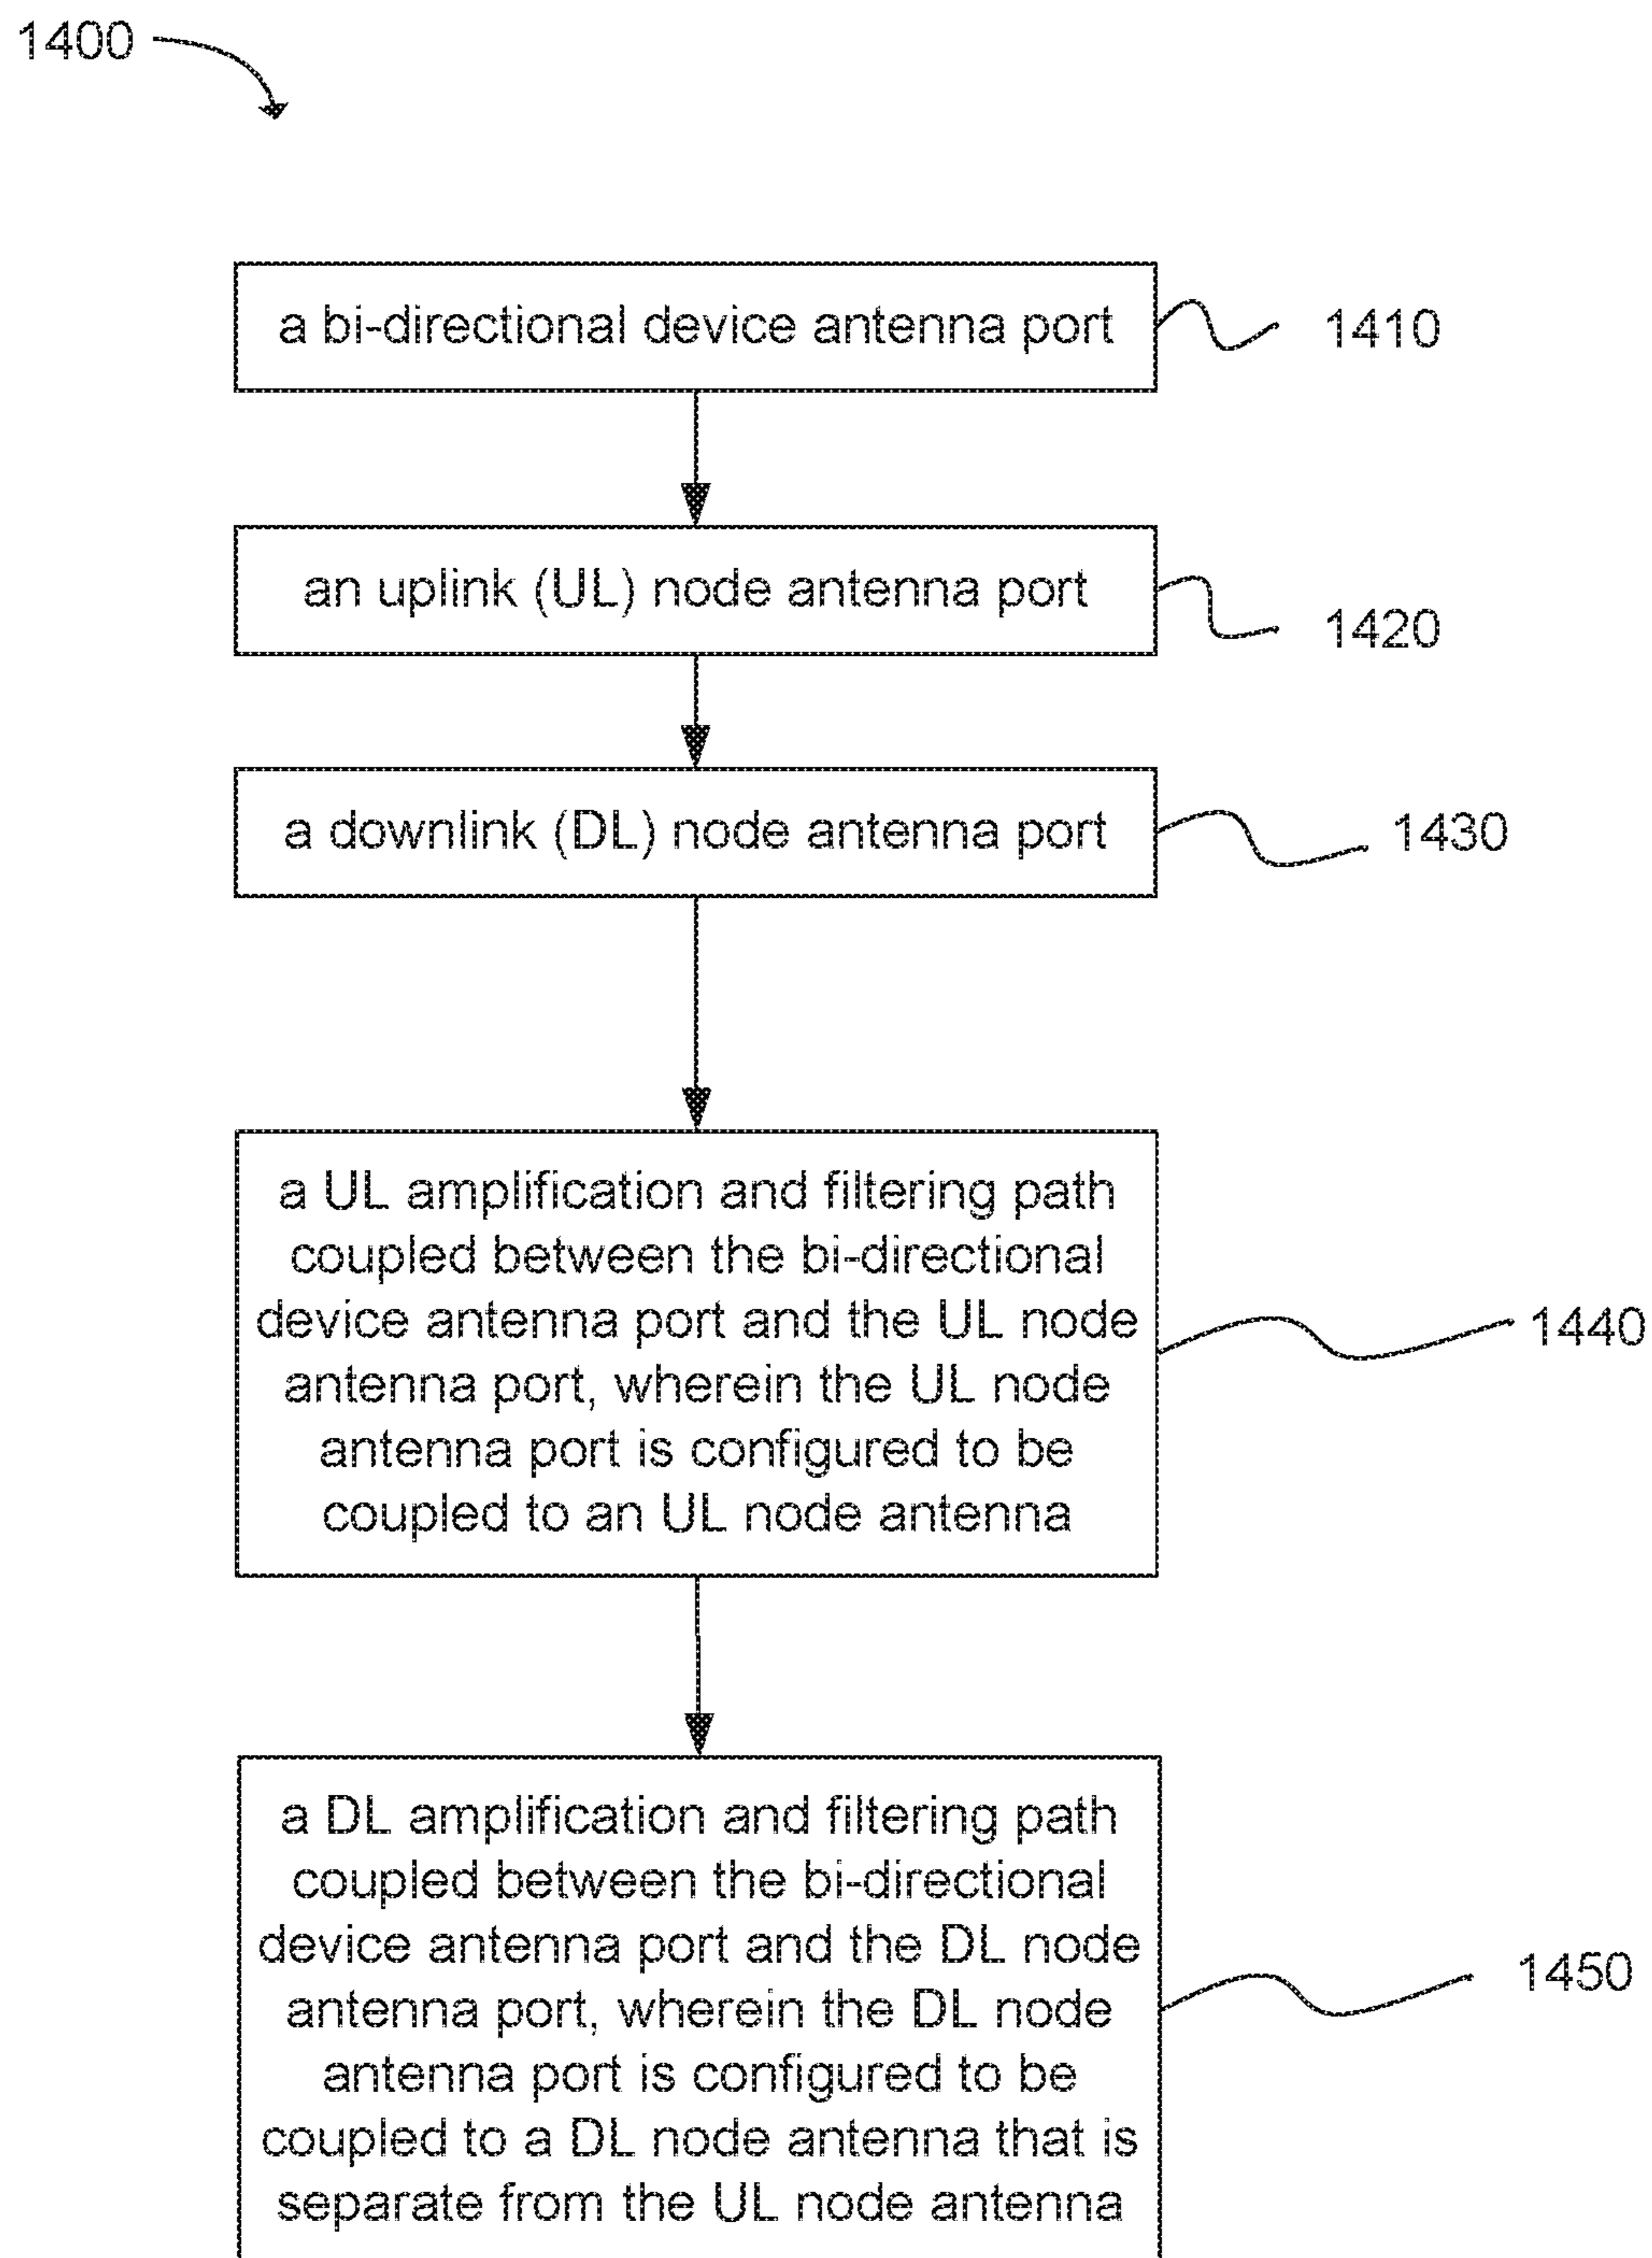 1400
a bi-directional device antenna port
1410
an uplink (UL) node antenna port
1420
a downlink (DL) node antenna port
1430
a UL amplification and filtering path
coupled between the bi-directional
device antenna port and the UL node
antenna port, wherein the UL node
antenna port is configured to be
coupled to an UL node antenna
1440
a DL amplification and filtering path
coupled between the bi-directional
device antenna port and the DL node
antenna port, wherein the DL node
antenna port is configured to be
coupled to a DL node antenna that is
separate from the UL node antenna
1450